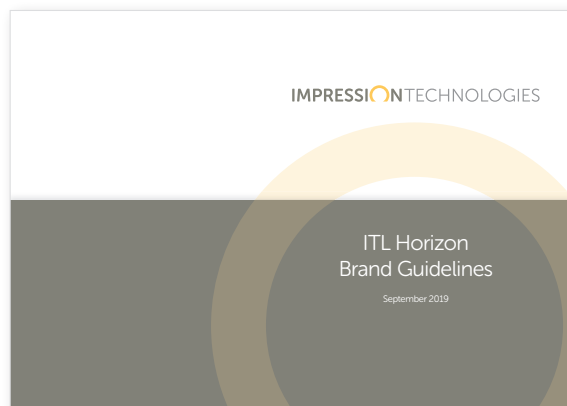 IMPRESSIONTECHNOLOGIES
ITL Horizon
Brand Guidelines
September 2019